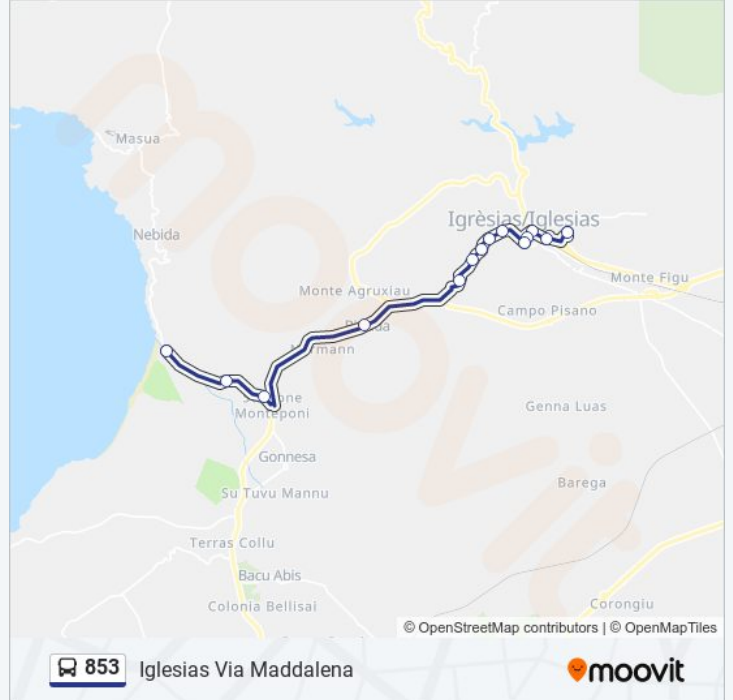 Masua
Igrèsias/Iglesias
Nebida
Monte Figu
Monte Agruxiau
Campo Pisano
Genna Luas
Monteponi
Gonnesa
Barega
Su Tuvu Mannu
Terras Collu
Bacu Abis
Colonia Bellisai
Corongiu
© OpenStreetMap contributors | © OpenMapTiles
853 Iglesias Via Maddalena
moovit